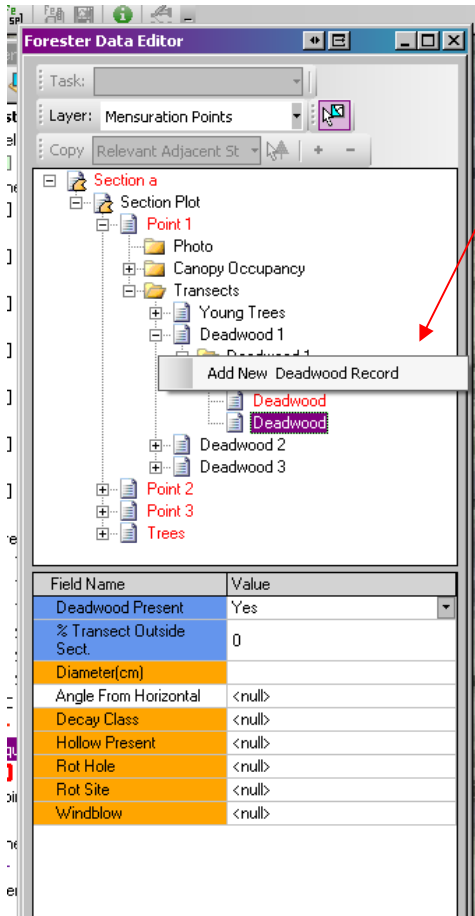 Forester Data Editor
Task:
Layer: Mensuration Points
Copy Relevant Adjacent St
Section a
Section Plot
Point 1
Photo
Canopy Occupancy
Transects
Young Trees
Deadwood 1
Deadwood 1
Add New Deadwood Record
Deadwood
Deadwood
Deadwood 2
Deadwood 3
Point 2
Point 3
Trees
Field Name Value
Deadwood Present Yes
% Transect Outside
Sect. 0
Diameter(cm)
Angle From Horizontal <null>
Decay Class <null>
Hollow Present <null>
Rot Hole <null>
Rot Site <null>
Windblow <null>